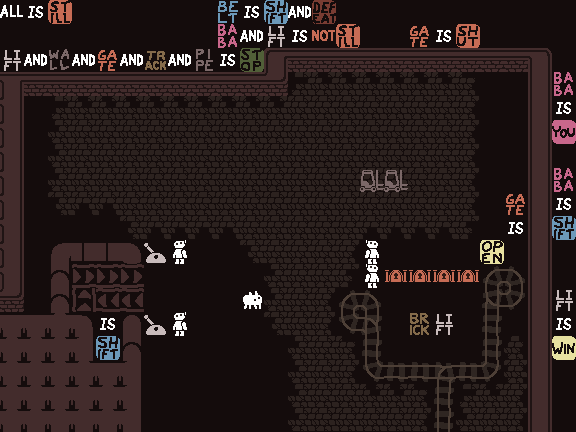 ALL IS STILL BELT IS SHIFT AND DEFEAT
BABA AND LIFT IS NOT STILL GATE IS SHUT
LIFT AND WALL AND GATE AND TRACK AND PIPE IS STOP
BABA
IS
YOU
BABA
IS
SHIFT
GATE
IS
OPEN
LIFT
IS
WIN
BRICK LIFT
IS
SHIFT